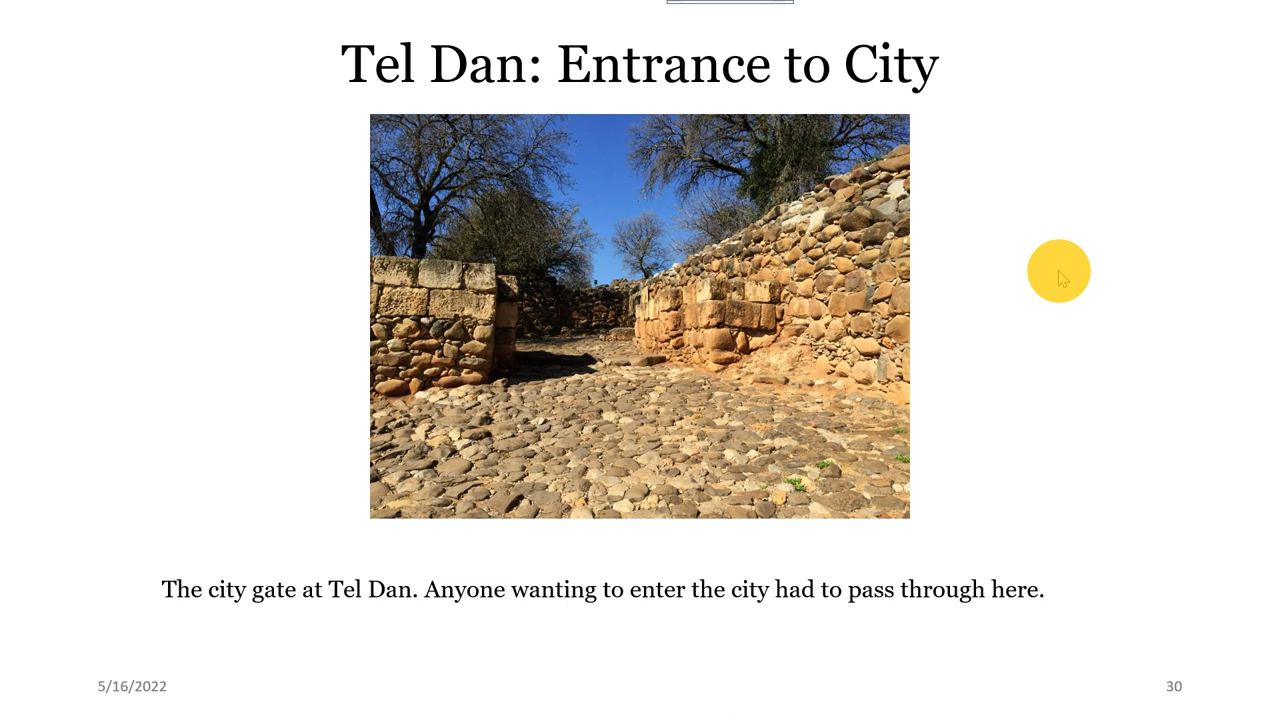 Tel Dan: Entrance to City
The city gate at Tel Dan. Anyone wanting to enter the city had to pass through here.
5/16/2022
30